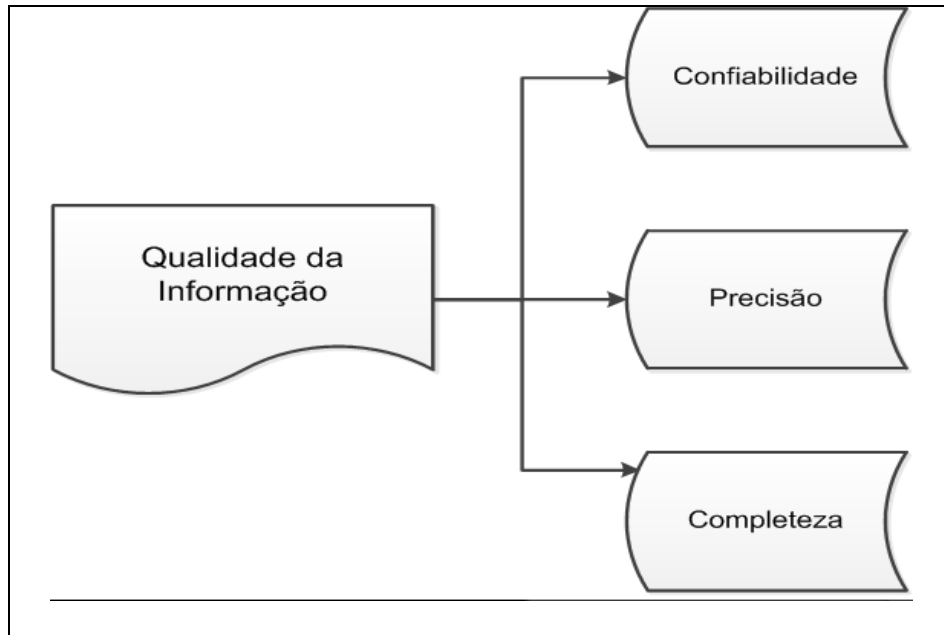 Confiabilidade
Qualidade da
Informação
Precisão
Completeza